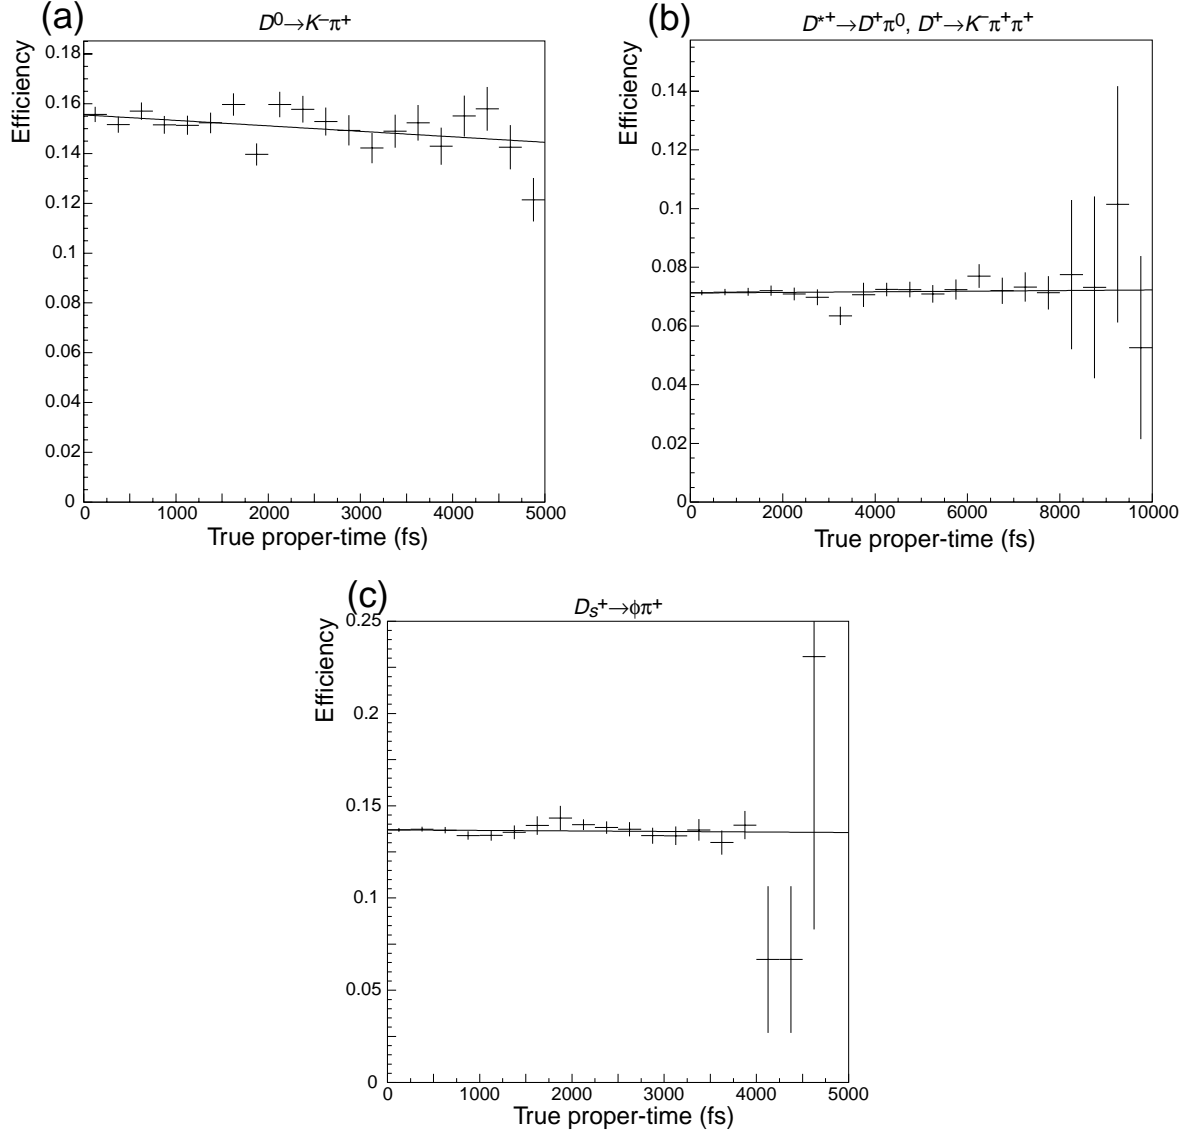 (a)
D⁰→K⁻π⁺
Efficiency
0.18
0.16
0.14
0.12
0.1
0.08
0.06
0.04
0.02
0
0 1000 2000 3000 4000 5000
True proper-time (fs)
(b)
D*⁺→D⁺π⁰, D⁺→K⁻π⁺π⁺
Efficiency
0.14
0.12
0.1
0.08
0.06
0.04
0.02
0
0 2000 4000 6000 8000 10000
True proper-time (fs)
(c)
Dₛ⁺→ϕπ⁺
Efficiency
0.25
0.2
0.15
0.1
0.05
0
0 1000 2000 3000 4000 5000
True proper-time (fs)